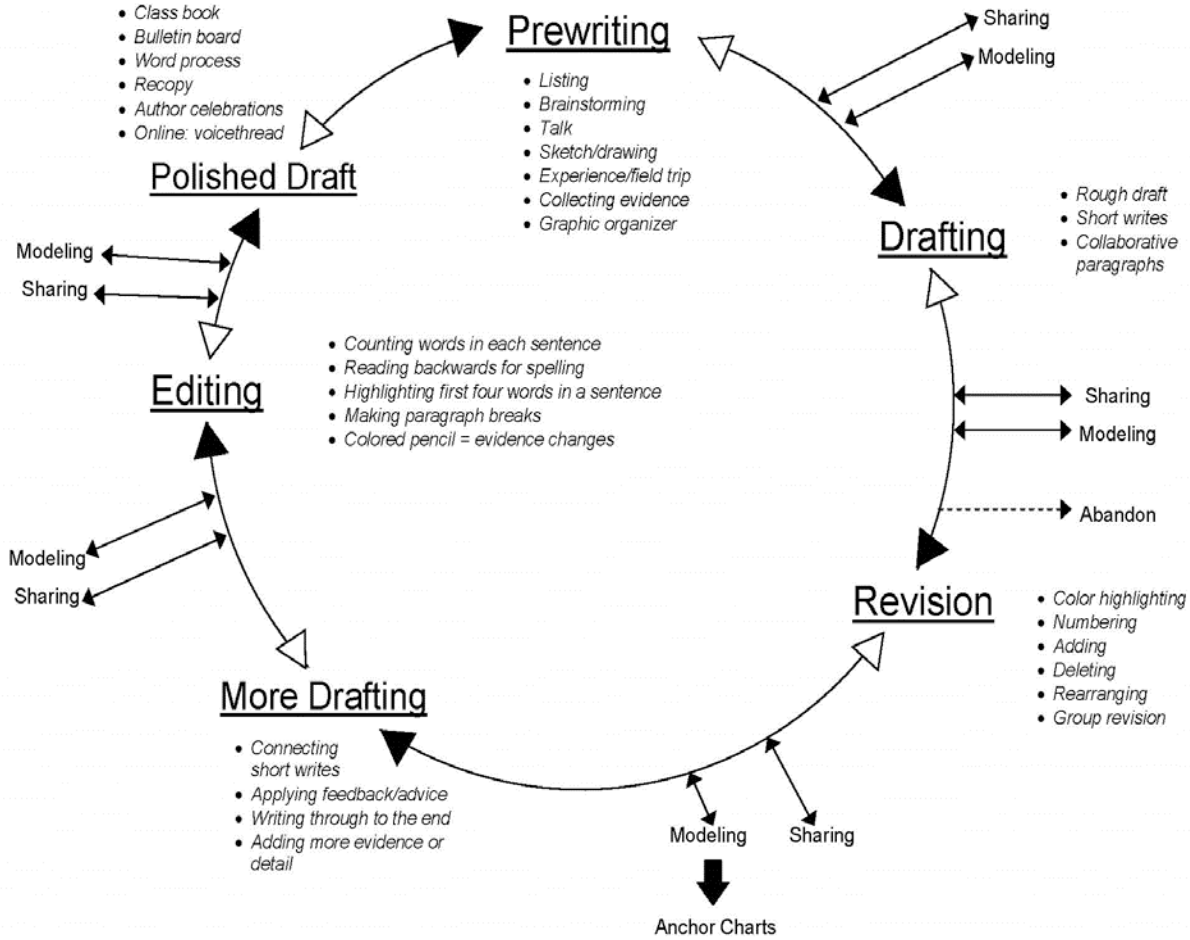 Prewriting
• Listing
• Brainstorming
• Talk
• Sketch/drawing
• Experience/field trip
• Collecting evidence
• Graphic organizer
Sharing
Modeling
Drafting
• Rough draft
• Short writes
• Collaborative
paragraphs
Sharing
Modeling
Abandon
Revision
• Color highlighting
• Numbering
• Adding
• Deleting
• Rearranging
• Group revision
Modeling
Sharing
Anchor Charts
More Drafting
• Connecting
short writes
• Applying feedback/advice
• Writing through to the end
• Adding more evidence or
detail
Modeling
Sharing
Editing
• Counting words in each sentence
• Reading backwards for spelling
• Highlighting first four words in a sentence
• Making paragraph breaks
• Colored pencil = evidence changes
Modeling
Sharing
Polished Draft
• Class book
• Bulletin board
• Word process
• Recopy
• Author celebrations
• Online: voicethread